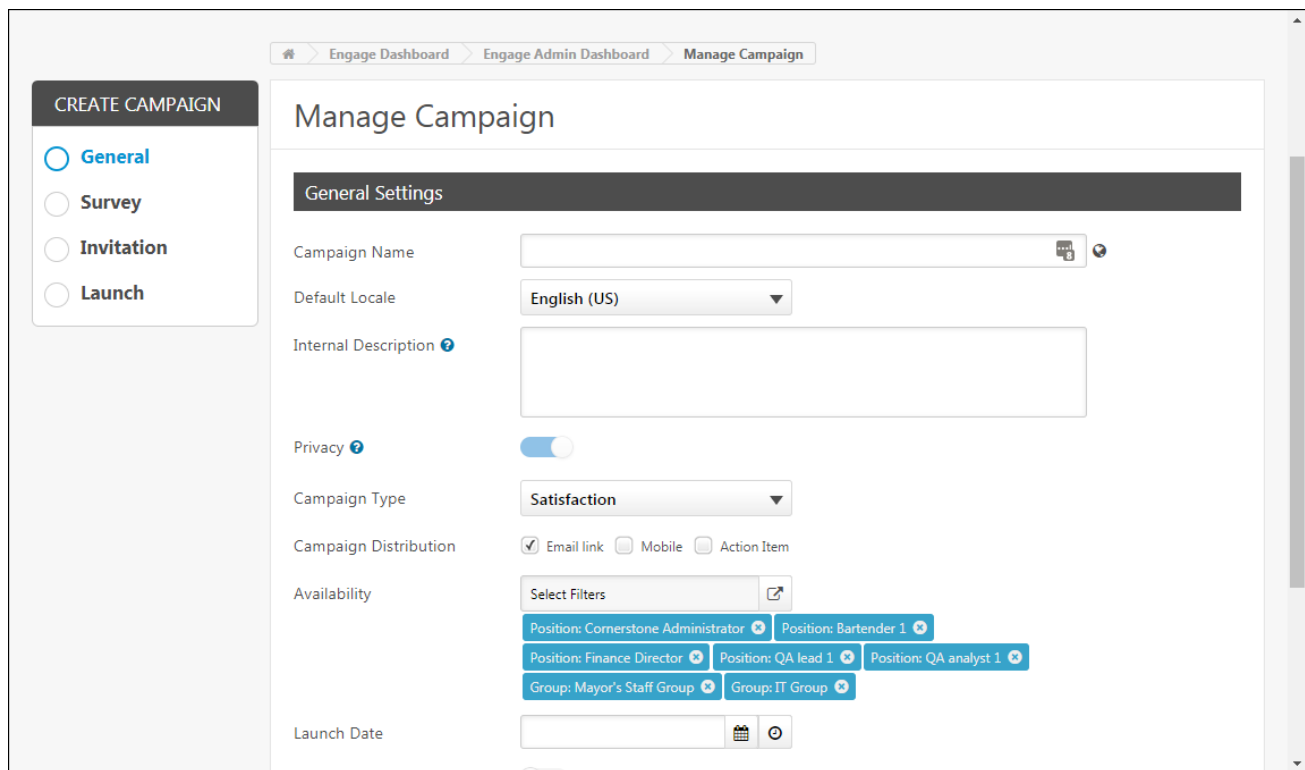 Engage Dashboard Engage Admin Dashboard Manage Campaign
CREATE CAMPAIGN
General
Survey
Invitation
Launch
Manage Campaign
General Settings
Campaign Name
8
Default Locale English (US)
Internal Description ?
Privacy ?
Campaign Type Satisfaction
Campaign Distribution Email link Mobile Action Item
Availability Select Filters
Position: Cornerstone Administrator Position: Bartender 1
Position: Finance Director Position: QA lead 1 Position: QA analyst 1
Group: Mayor's Staff Group Group: IT Group
Launch Date